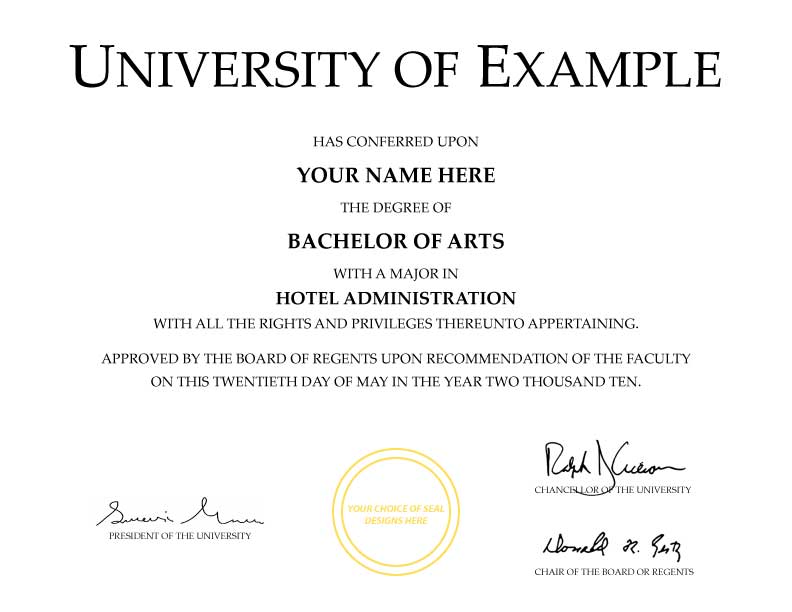 UNIVERSITY OF EXAMPLE
HAS CONFERRED UPON
YOUR NAME HERE
THE DEGREE OF
BACHELOR OF ARTS
WITH A MAJOR IN
HOTEL ADMINISTRATION
WITH ALL THE RIGHTS AND PRIVILEGES THEREUNTO APPERTAINING.
APPROVED BY THE BOARD OF REGENTS UPON RECOMMENDATION OF THE FACULTY
ON THIS TWENTIETH DAY OF MAY IN THE YEAR TWO THOUSAND TEN.
PRESIDENT OF THE UNIVERSITY
YOUR CHOICE OF SEAL
DESIGNS HERE
Ralph
CHANCELLOR OF THE UNIVERSITY
Donald R.
CHAIR OF THE BOARD OR REGENTS